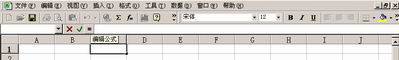 文件(F) 编辑(E) 视图(V) 插入(I) 格式(O) 工具(T) 数据(D) 窗口(W) 帮助(H)
宋体 12
=
A B 编辑公式 D E F G H I J
1